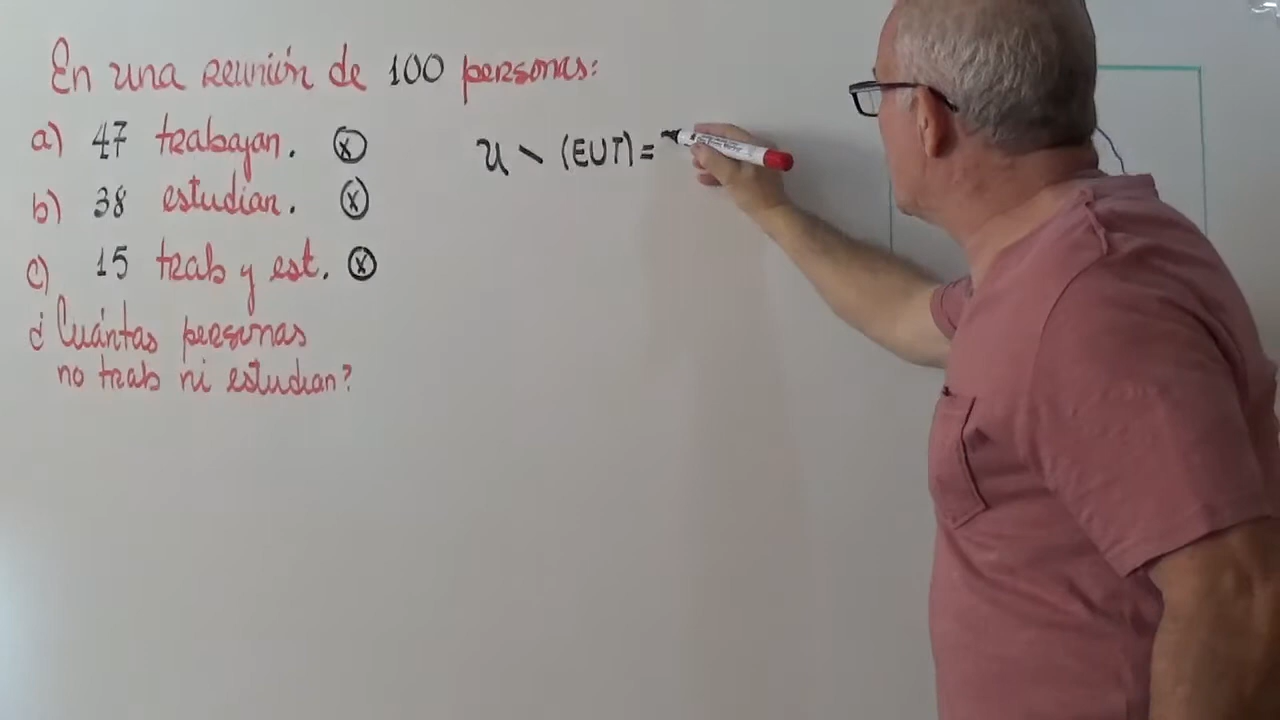 En una reunión de 100 personas:
a) 47 trabajan. ⓧ
b) 38 estudian. ⓧ
c) 15 trab y est. ⓧ
¿Cuántas personas
no trab ni estudian?
U \ (EUT) =